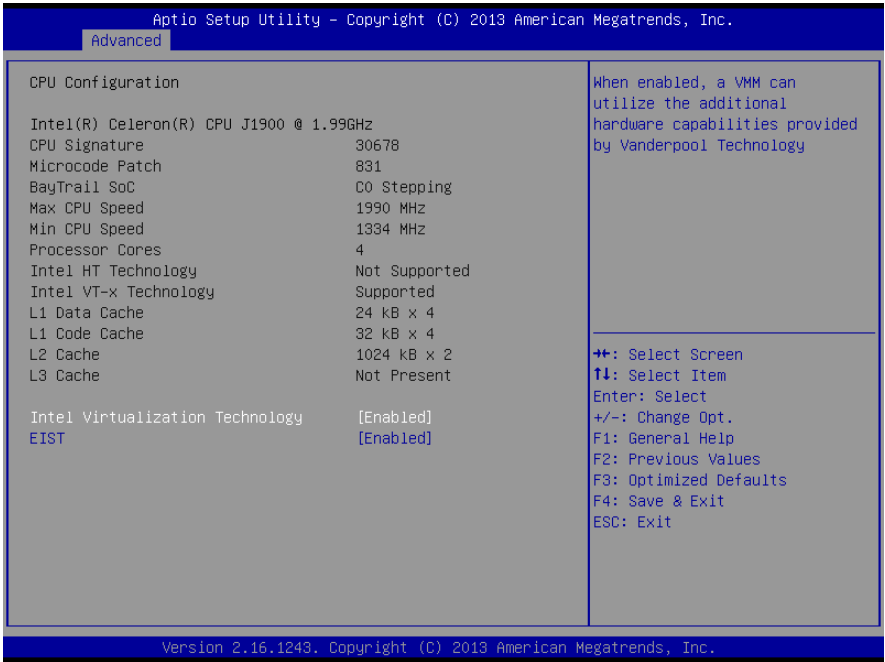 Aptio Setup Utility – Copyright (C) 2013 American Megatrends, Inc.
Advanced
CPU Configuration
Intel(R) Celeron(R) CPU J1900 @ 1.99GHz
CPU Signature 30678
Microcode Patch 831
BayTrail SoC C0 Stepping
Max CPU Speed 1990 MHz
Min CPU Speed 1334 MHz
Processor Cores 4
Intel HT Technology Not Supported
Intel VT-x Technology Supported
L1 Data Cache 24 kB x 4
L1 Code Cache 32 kB x 4
L2 Cache 1024 kB x 2
L3 Cache Not Present
Intel Virtualization Technology [Enabled]
EIST [Enabled]
When enabled, a VMM can
utilize the additional
hardware capabilities provided
by Vanderpool Technology
→←: Select Screen
↑↓: Select Item
Enter: Select
+/-: Change Opt.
F1: General Help
F2: Previous Values
F3: Optimized Defaults
F4: Save & Exit
ESC: Exit
Version 2.16.1243. Copyright (C) 2013 American Megatrends, Inc.